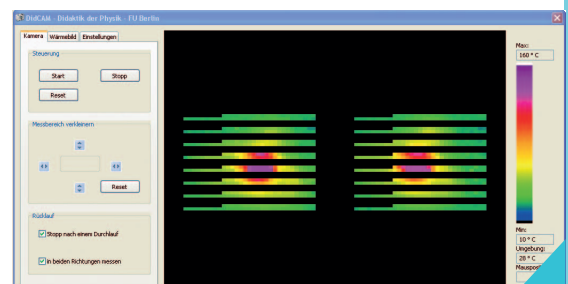 DidCAM - Didaktik der Physik - FU Berlin
Kamera Wärmebild Einstellungen
Steuerung
Start Stopp
Reset
Messbereich verkleinern
Reset
Rücklauf
Stopp nach einem Durchlauf
in beiden Richtungen messen
Max:
160 ° C
Min:
10 ° C
Umgebung:
28 ° C